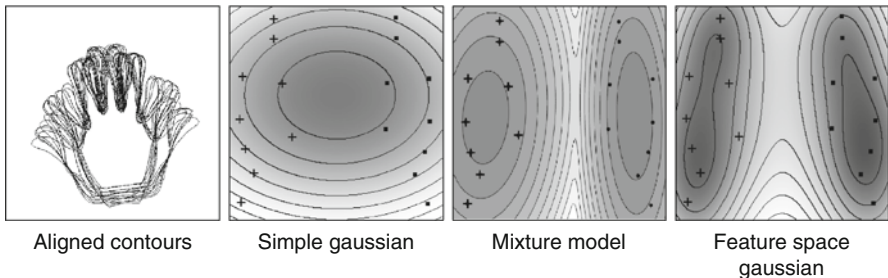 Aligned contours
Simple gaussian
Mixture model
Feature space
gaussian